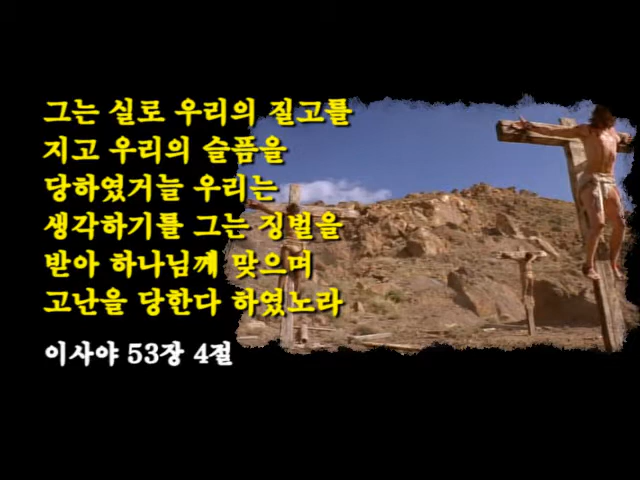 그는 실로 우리의 질고를
지고 우리의 슬픔을
당하였거늘 우리는
생각하기를 그는 징벌을
받아 하나님께 맞으며
고난을 당한다 하였노라
이사야 53장 4절